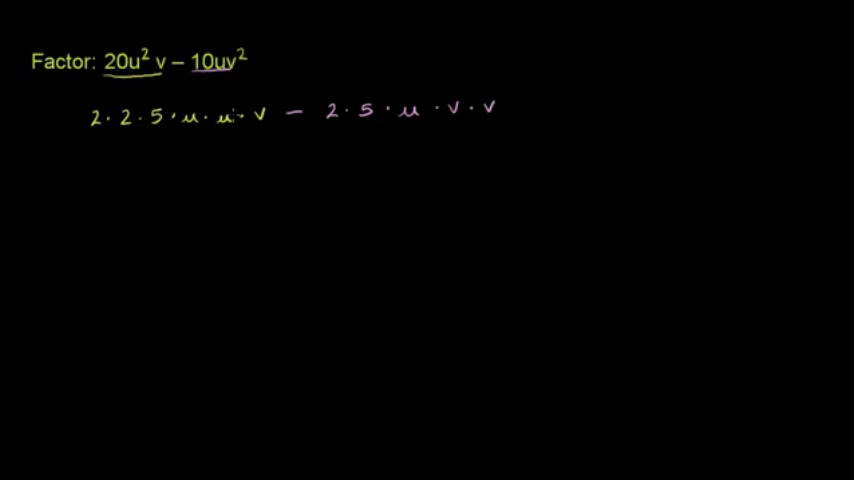 Factor: 20u² v – 10uv²
2 · 2 · 5 · u · u · v – 2 · 5 · u · v · v